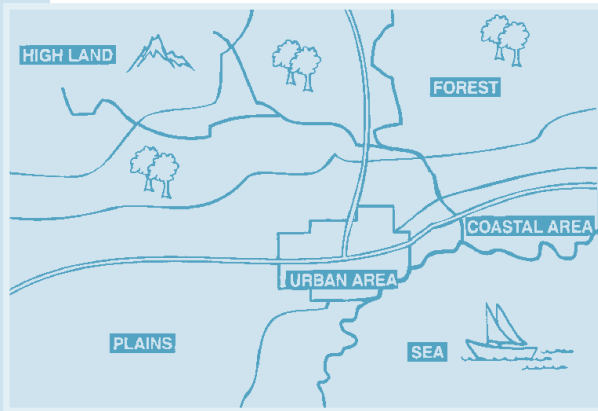 HIGH LAND
FOREST
COASTAL AREA
URBAN AREA
PLAINS
SEA